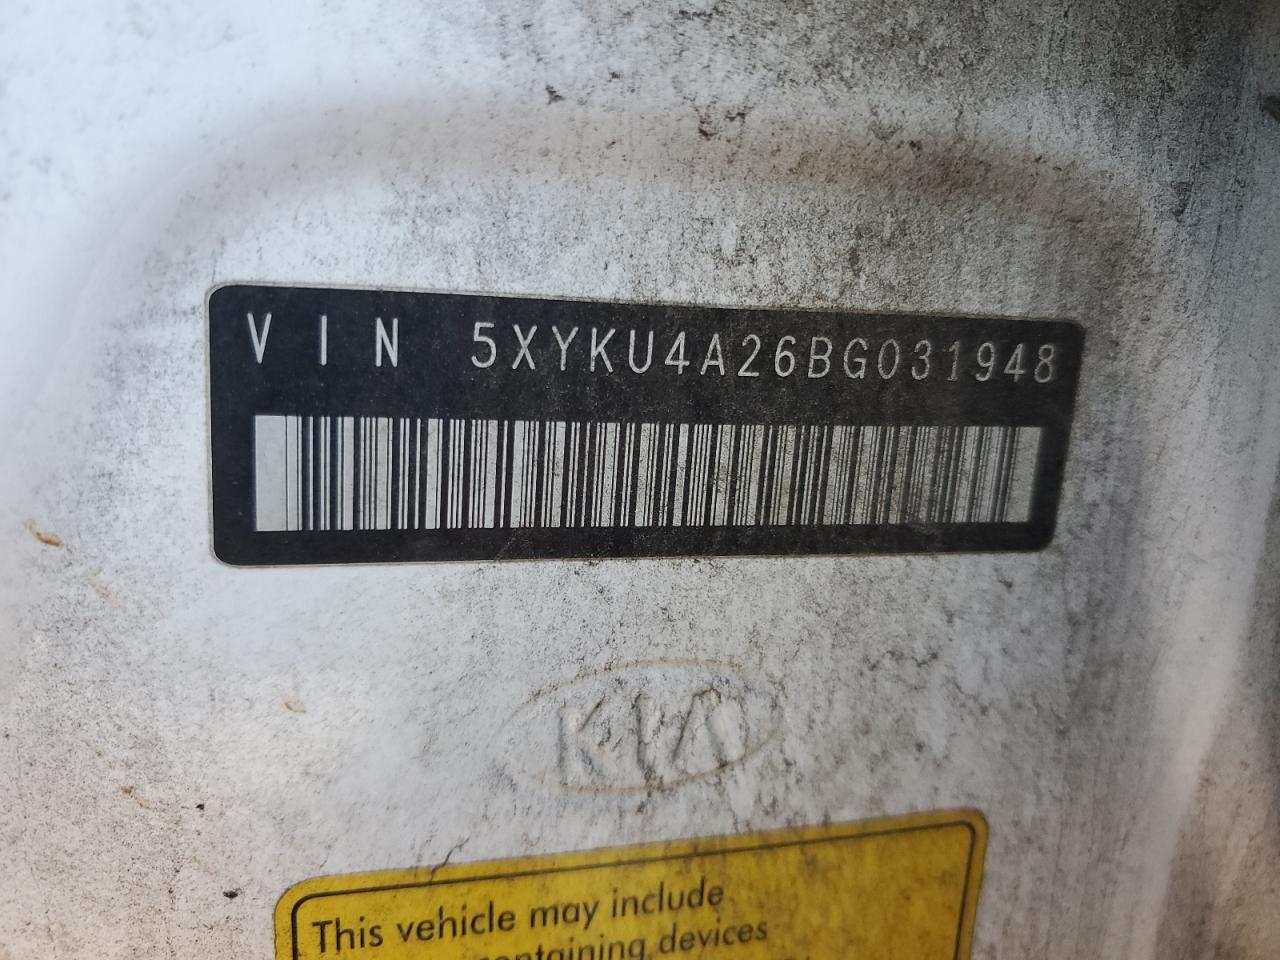 VIN 5XYKU4A26BG031948
KIA
This vehicle may include
containing devices